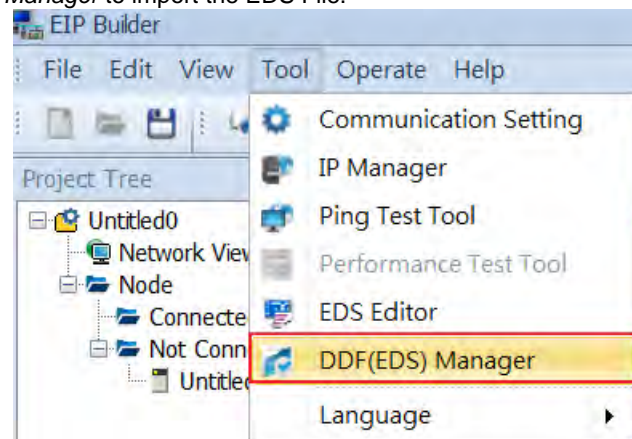 Manager to import the EDS File.
EIP Builder
File Edit View Tool Operate Help
Communication Setting
Project Tree
IP Manager
Untitled0
Ping Test Tool
Network View
Performance Test Tool
Node
EDS Editor
Connecte
Not Conn
DDF(EDS) Manager
Untitled
Language